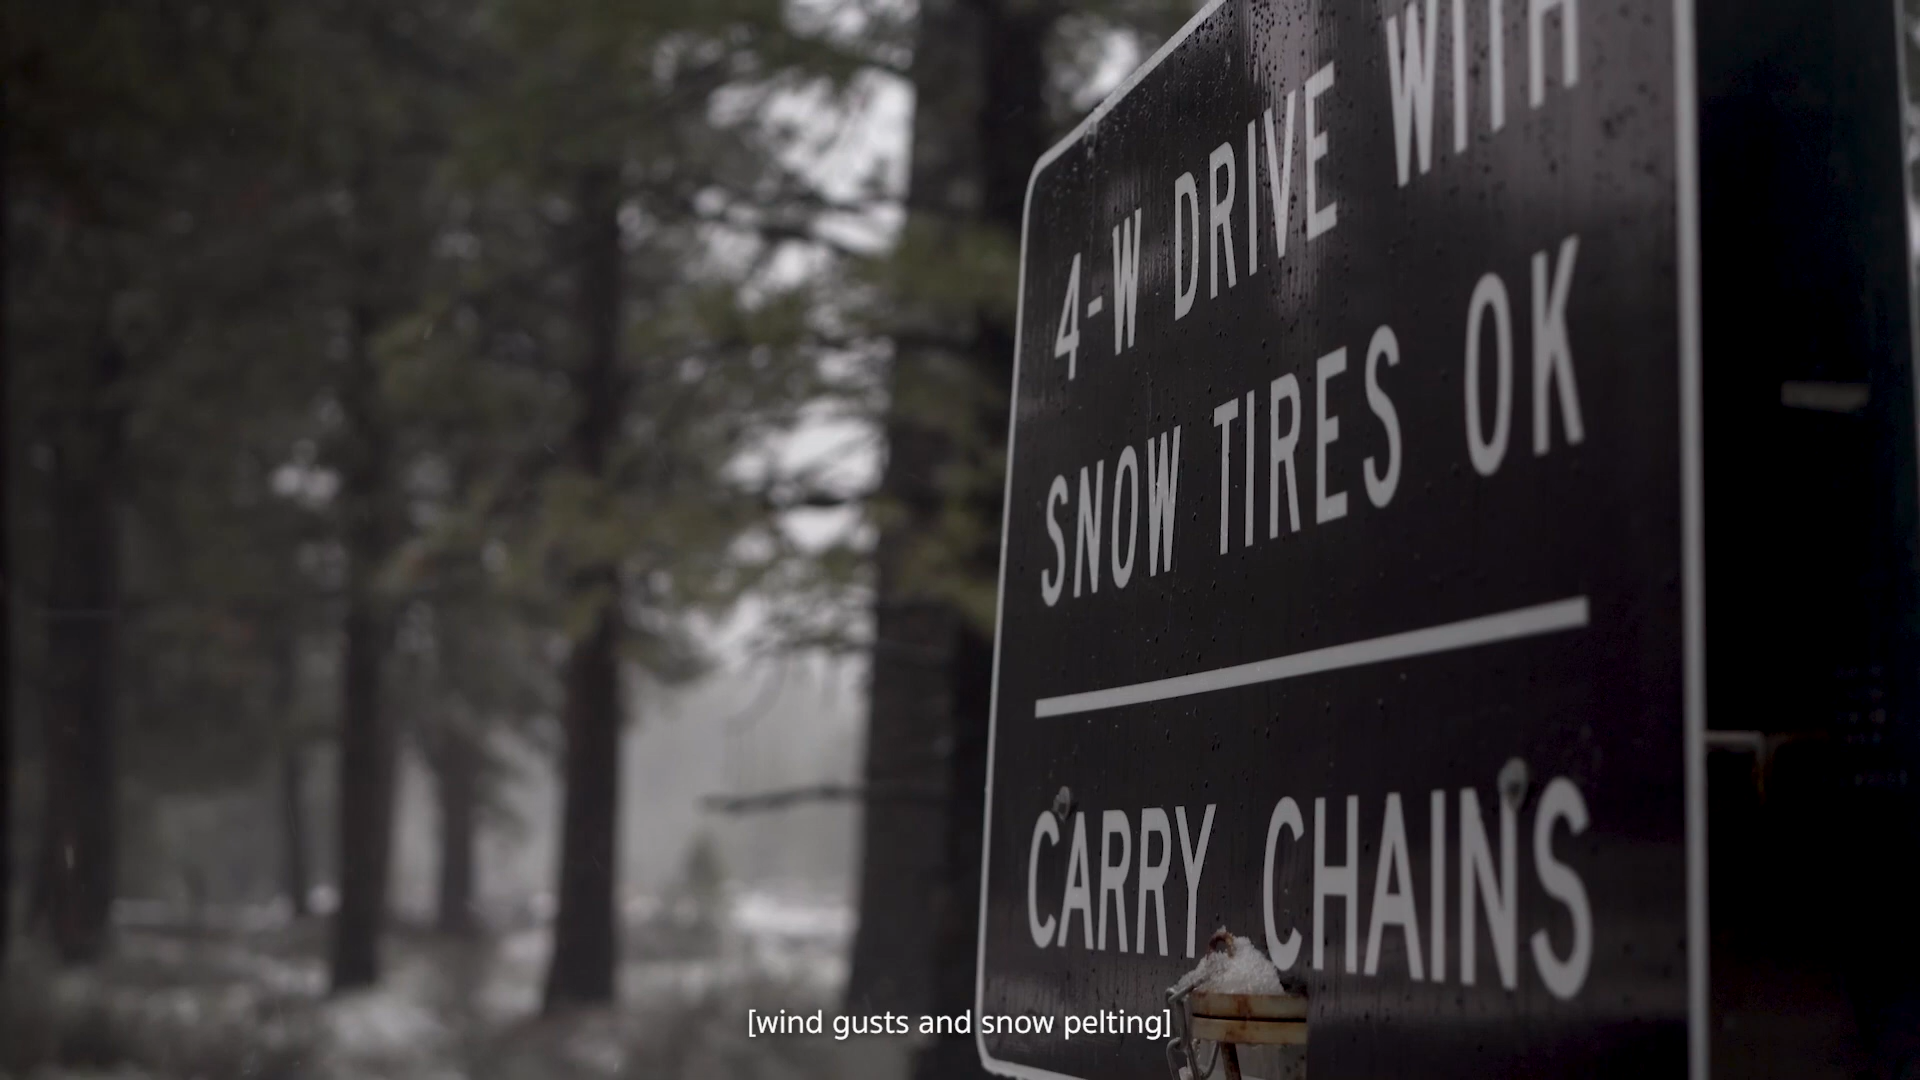 4-W DRIVE WITH
SNOW TIRES OK
CARRY CHAINS
[wind gusts and snow pelting]